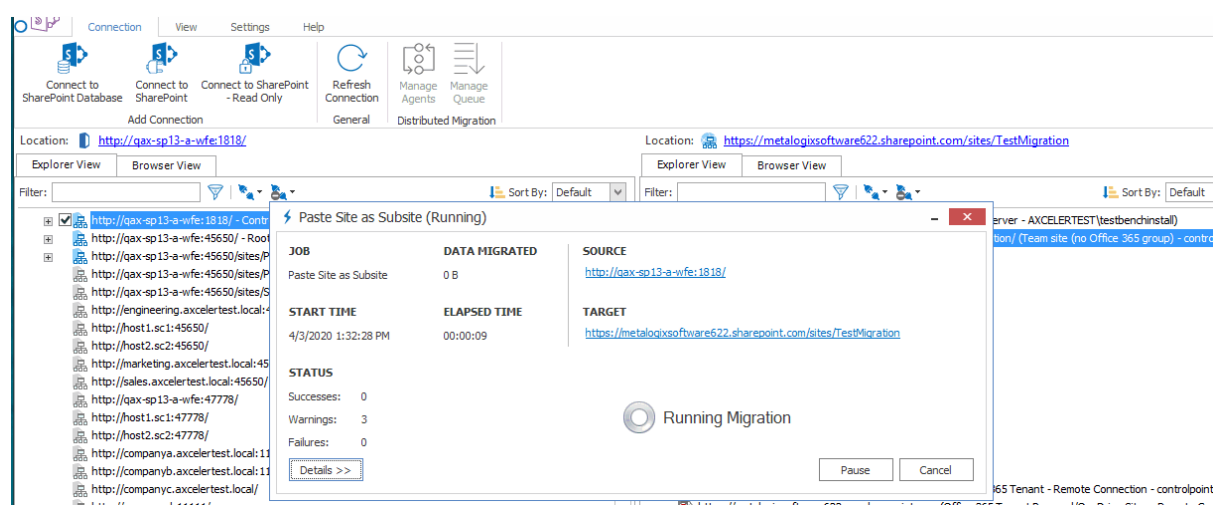 Connection View Settings Help
Connect to SharePoint Database
Connect to SharePoint
Connect to SharePoint - Read Only
Refresh Connection
Manage Agents
Manage Queue
Add Connection General Distributed Migration
Location: http://qax-sp13-a-wfe:1818/
Location: https://metalogixsoftware622.sharepoint.com/sites/TestMigration
Explorer View Browser View
Explorer View Browser View
Filter: Sort By: Default
Filter: Sort By: Default
http://qax-sp13-a-wfe:1818/ - Contr
http://qax-sp13-a-wfe:45650/ - Root
http://qax-sp13-a-wfe:45650/sites/P
http://qax-sp13-a-wfe:45650/sites/P
http://qax-sp13-a-wfe:45650/sites/S
http://engineering.axcelertest.local:4
http://host1.sc1:45650/
http://host2.sc2:45650/
http://marketing.axcelertest.local:45
http://sales.axcelertest.local:45650/
http://qax-sp13-a-wfe:47778/
http://host1.sc1:47778/
http://host2.sc2:47778/
http://companya.axcelertest.local:11
http://companyb.axcelertest.local:11
http://companyc.axcelertest.local/
Paste Site as Subsite (Running)
JOB DATA MIGRATED SOURCE
Paste Site as Subsite 0 B http://qax-sp13-a-wfe:1818/
START TIME ELAPSED TIME TARGET
4/3/2020 1:32:28 PM 00:00:09 https://metalogixsoftware622.sharepoint.com/sites/TestMigration
STATUS
Successes: 0
Warnings: 3
Failures: 0
Running Migration
Details >> Pause Cancel
erver - AXCELERTEST\testbenchinstall)
tion/ (Team site (no Office 365 group) - contro
365 Tenant - Remote Connection - controlpoint